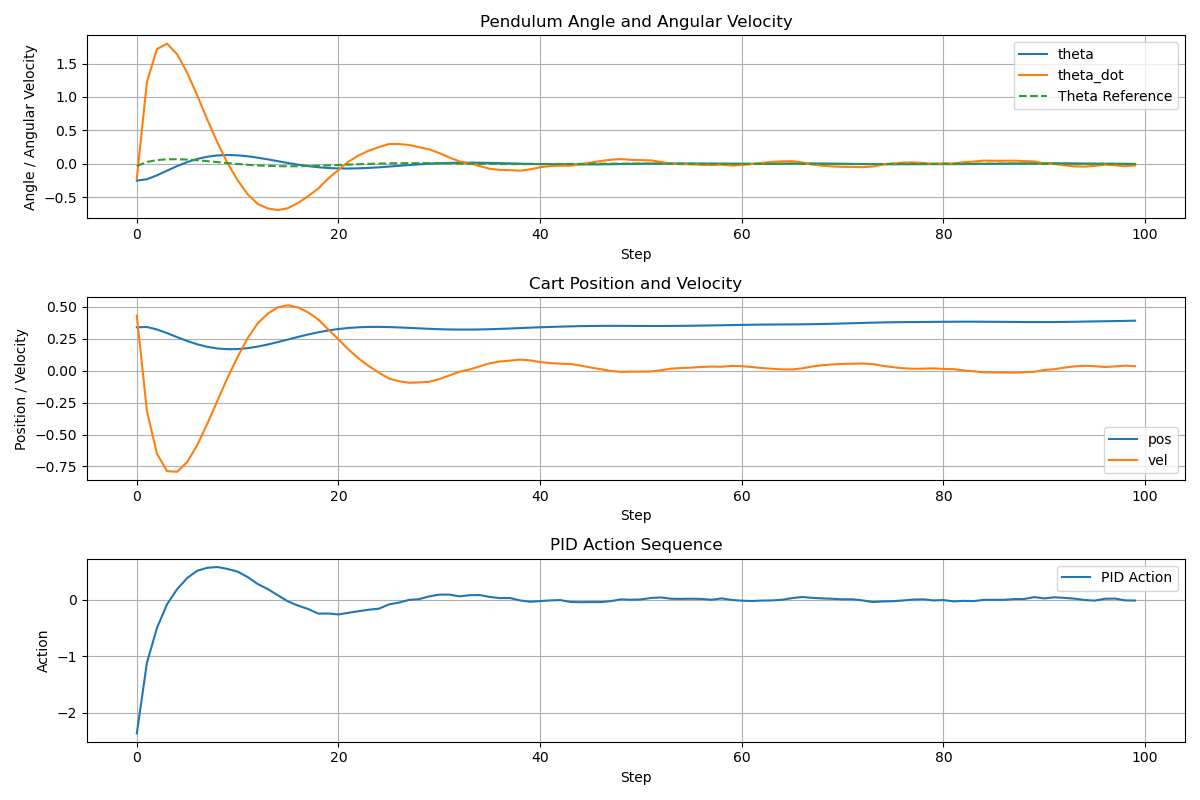 Pendulum Angle and Angular Velocity
Angle / Angular Velocity
1.5
1.0
0.5
0.0
−0.5
theta
theta_dot
Theta Reference
0 20 40 60 80 100
Step
Cart Position and Velocity
Position / Velocity
0.50
0.25
0.00
−0.25
−0.50
−0.75
pos
vel
0 20 40 60 80 100
Step
PID Action Sequence
Action
0
−1
−2
PID Action
0 20 40 60 80 100
Step